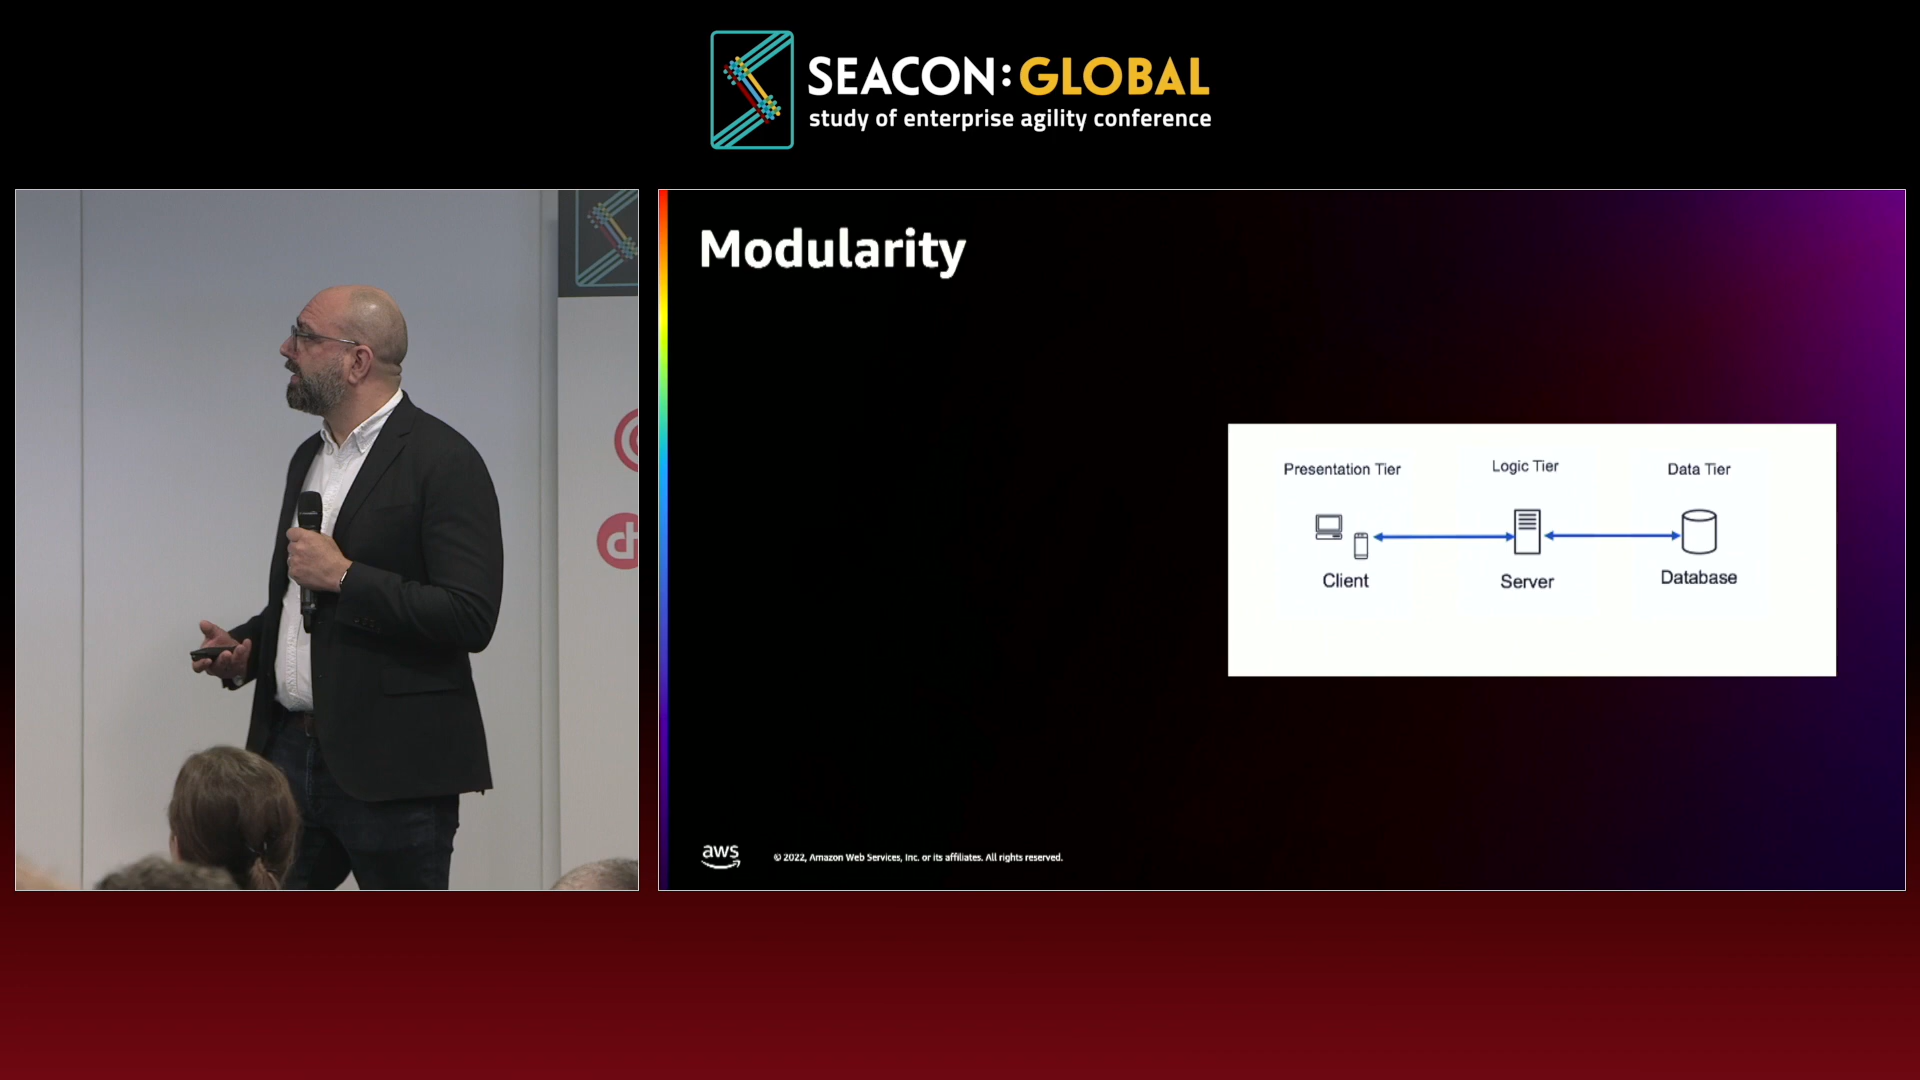 SEACON:GLOBAL
study of enterprise agility conference
Modularity
Presentation Tier
Logic Tier
Data Tier
Client
Server
Database
aws
© 2022, Amazon Web Services, Inc. or its affiliates. All rights reserved.